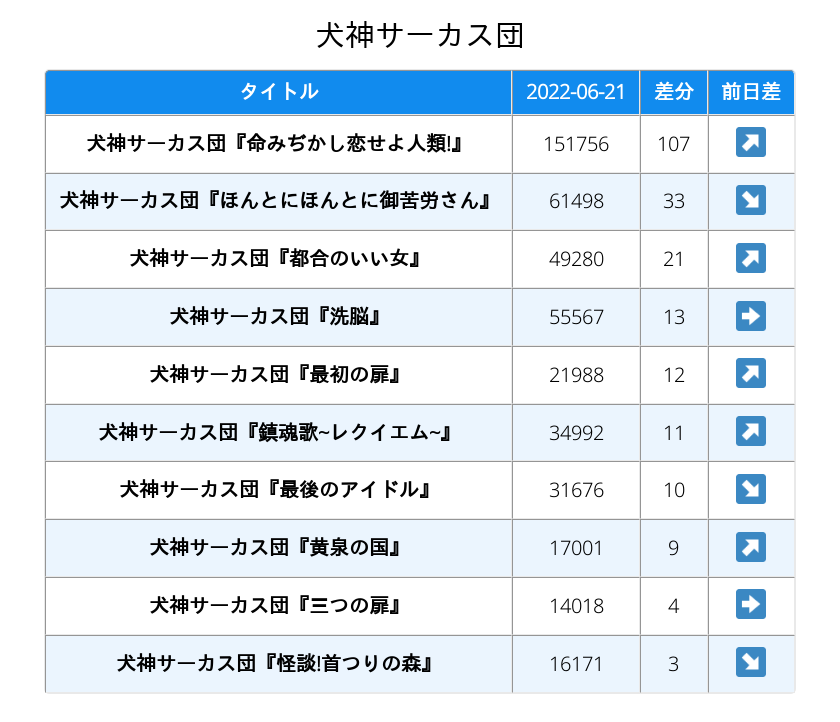 犬神サーカス団
タイトル 2022-06-21 差分 前日差
犬神サーカス団『命みぢかし恋せよ人類!』 151756 107 ↗
犬神サーカス団『ほんとにほんとに御苦労さん』 61498 33 ↘
犬神サーカス団『都合のいい女』 49280 21 ↗
犬神サーカス団『洗脳』 55567 13 ➡
犬神サーカス団『最初の扉』 21988 12 ↗
犬神サーカス団『鎮魂歌~レクイエム~』 34992 11 ↗
犬神サーカス団『最後のアイドル』 31676 10 ↘
犬神サーカス団『黄泉の国』 17001 9 ↗
犬神サーカス団『三つの扉』 14018 4 ➡
犬神サーカス団『怪談!首つりの森』 16171 3 ↘